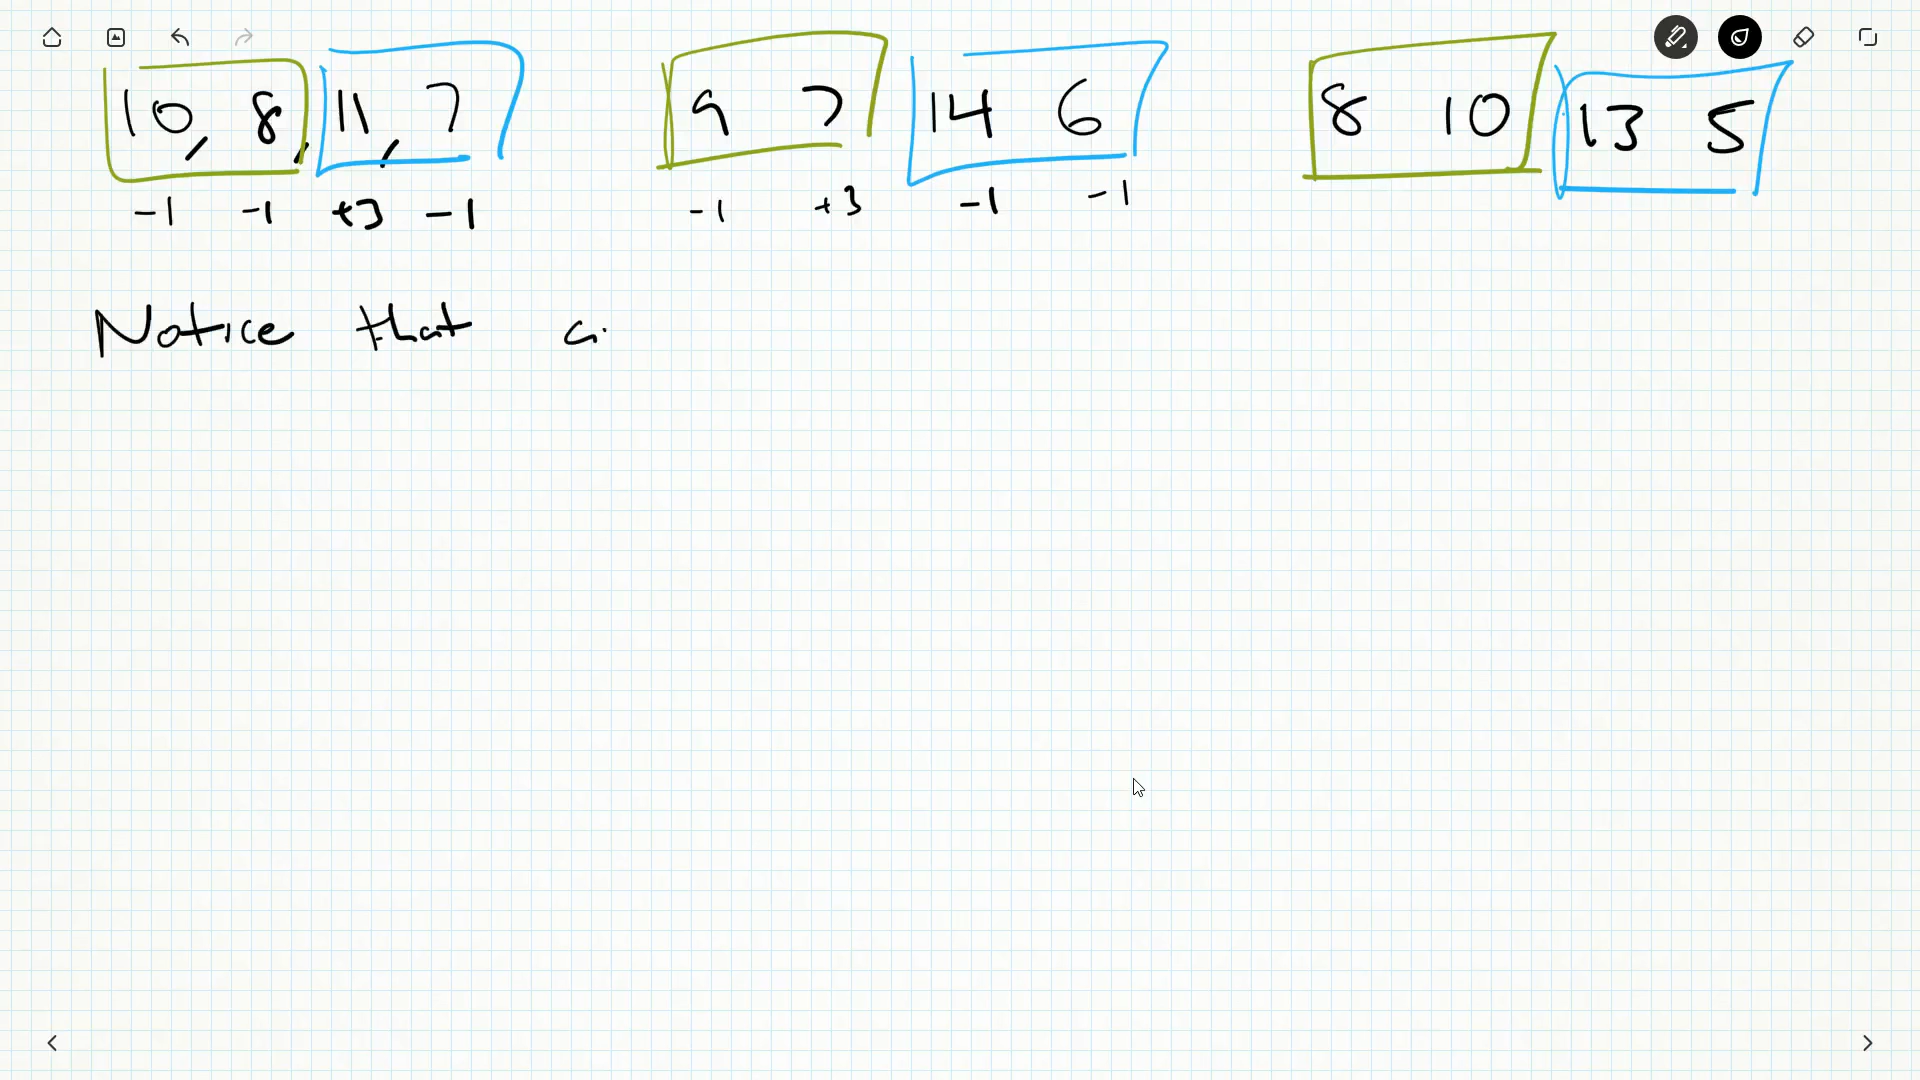 10, 8, 11, 7 9 7 14 6 8 10 13 5
-1 -1 +3 -1 -1 +3 -1 -1
Notice that